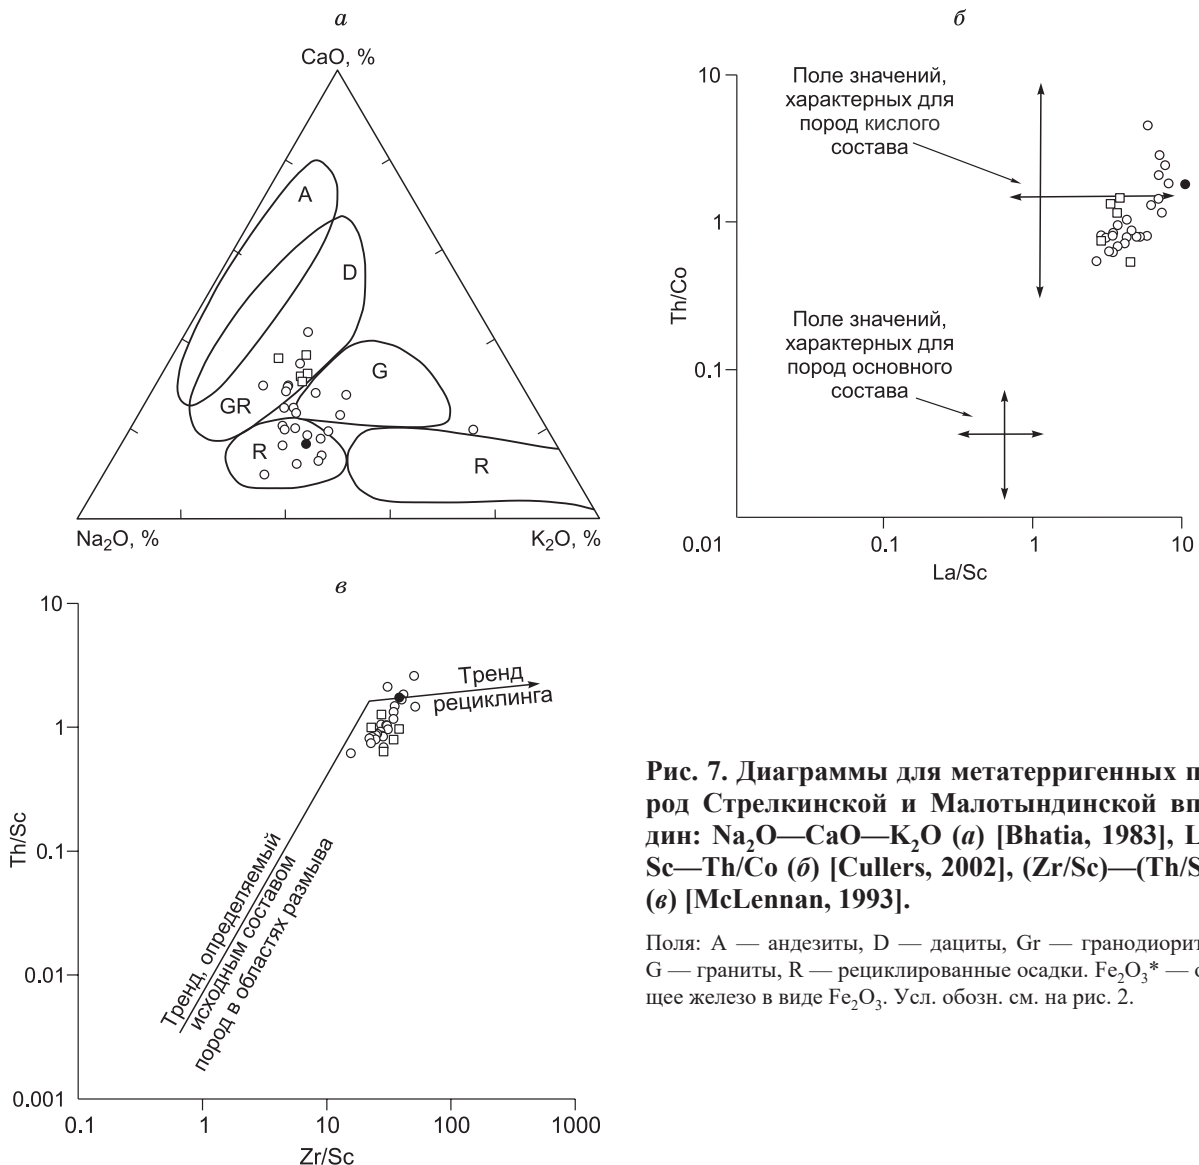 а
CaO, %
A
D
G
GR
R
R
Na₂O, %
K₂O, %
б
10
Поле значений,
характерных для
пород кислого
состава
1
Th/Co
Поле значений,
характерных для
пород основного
состава
0.1
0.01
0.1
1
10
La/Sc
в
10
Тренд
рециклинга
1
Th/Sc
0.1
Тренд, определяемый
исходным составом
пород в областях размыва
0.01
0.001
0.1
1
10
100
1000
Zr/Sc
Рис. 7. Диаграммы для метатерригенных п
род Стрелкинской и Малотындинской вп
дин: Na₂O—CaO—K₂O (а) [Bhatia, 1983], L
Sc—Th/Co (б) [Cullers, 2002], (Zr/Sc)—(Th/S
(в) [McLennan, 1993].
Поля: A — андезиты, D — дациты, Gr — гранодиорит
G — граниты, R — рециклированные осадки. Fe₂O₃* — о
щее железо в виде Fe₂O₃. Усл. обозн. см. на рис. 2.